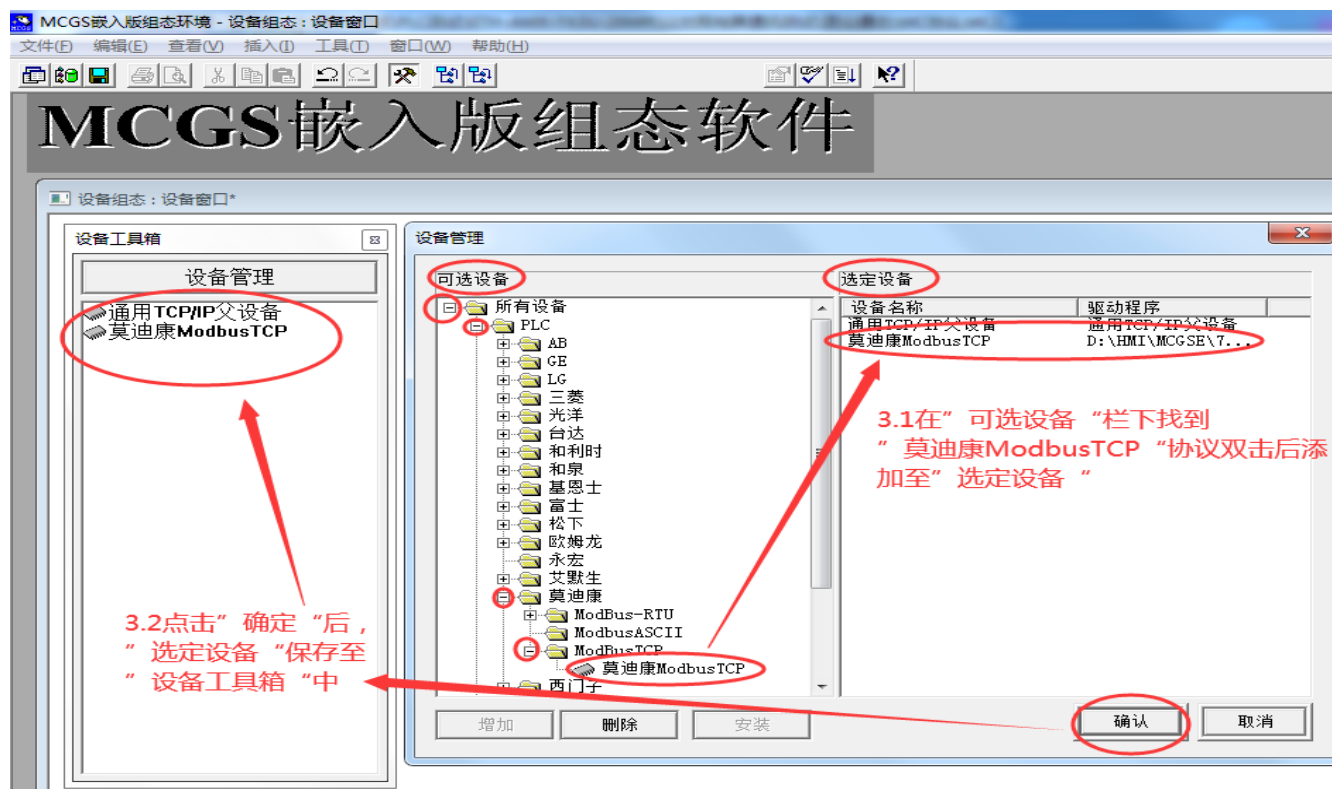 MCGS嵌入版组态环境 - 设备组态 : 设备窗口
文件(F) 编辑(E) 查看(V) 插入(I) 工具(T) 窗口(W) 帮助(H)
MCGS嵌入版组态软件
设备组态 : 设备窗口*
设备工具箱
设备管理
通用TCP/IP父设备
莫迪康ModbusTCP
设备管理
可选设备
所有设备
PLC
AB
GE
LG
三菱
光洋
台达
和利时
和泉
基恩士
富士
松下
欧姆龙
永宏
艾默生
莫迪康
ModBus-RTU
ModbusASCII
ModBusTCP
莫迪康ModbusTCP
西门子
增加 删除 安装
选定设备
设备名称 驱动程序
通用TCP/IP父设备 通用TCP/IP父设备
莫迪康ModbusTCP D:\HMI\MCGSE\7...
3.1在”可选设备“栏下找到
”莫迪康ModbusTCP“协议双击后添
加至”选定设备“
3.2点击”确定“后，
”选定设备“保存至
”设备工具箱“中
确认 取消